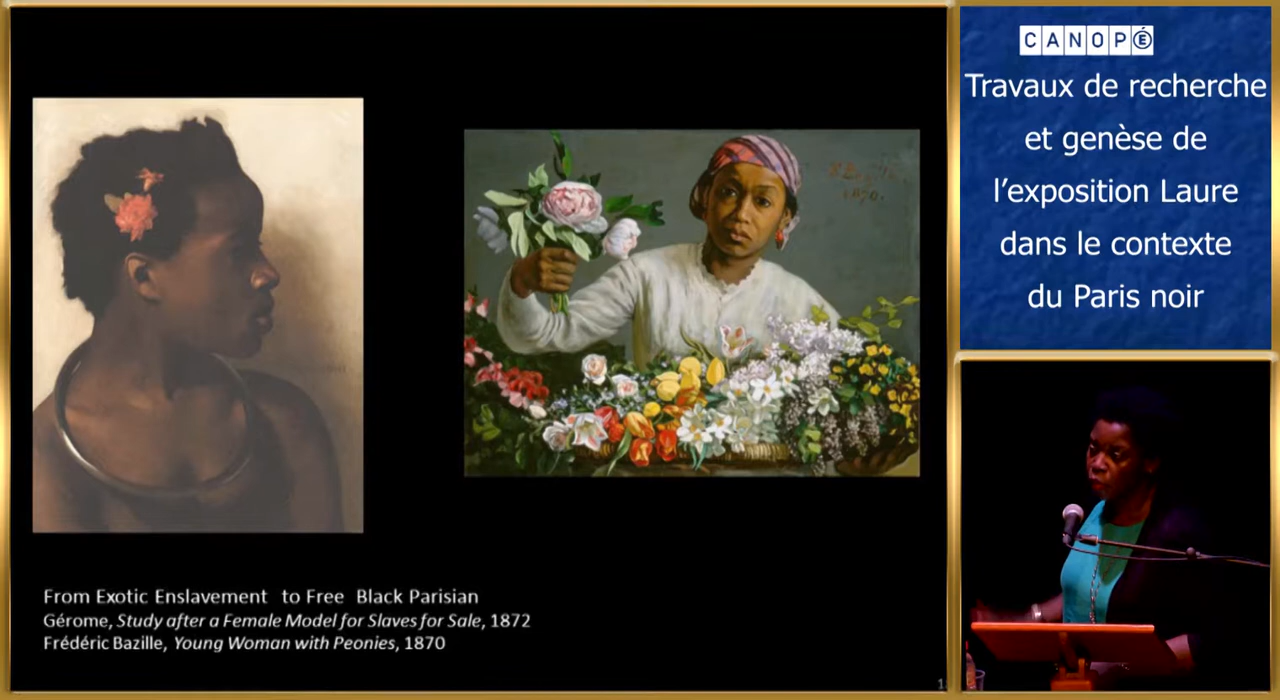 CANOPÉ
Travaux de recherche
et genèse de
l’exposition Laure
dans le contexte
du Paris noir
1870.
From Exotic Enslavement to Free Black Parisian
Gérome, Study after a Female Model for Slaves for Sale, 1872
Frédéric Bazille, Young Woman with Peonies, 1870